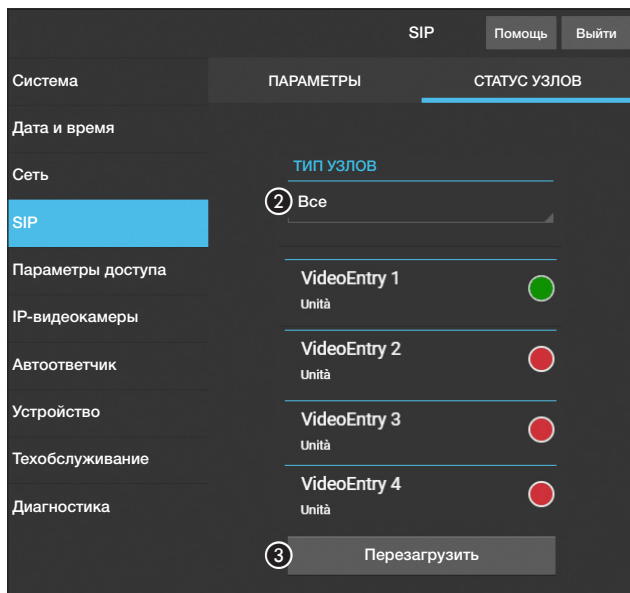 SIP
Помощь
Выйти
Система
Дата и время
Сеть
SIP
Параметры доступа
IP-видеокамеры
Автоответчик
Устройство
Техобслуживание
Диагностика
ПАРАМЕТРЫ
СТАТУС УЗЛОВ
ТИП УЗЛОВ
2 Все
VideoEntry 1
Unità
VideoEntry 2
Unità
VideoEntry 3
Unità
VideoEntry 4
Unità
3 Перезагрузить